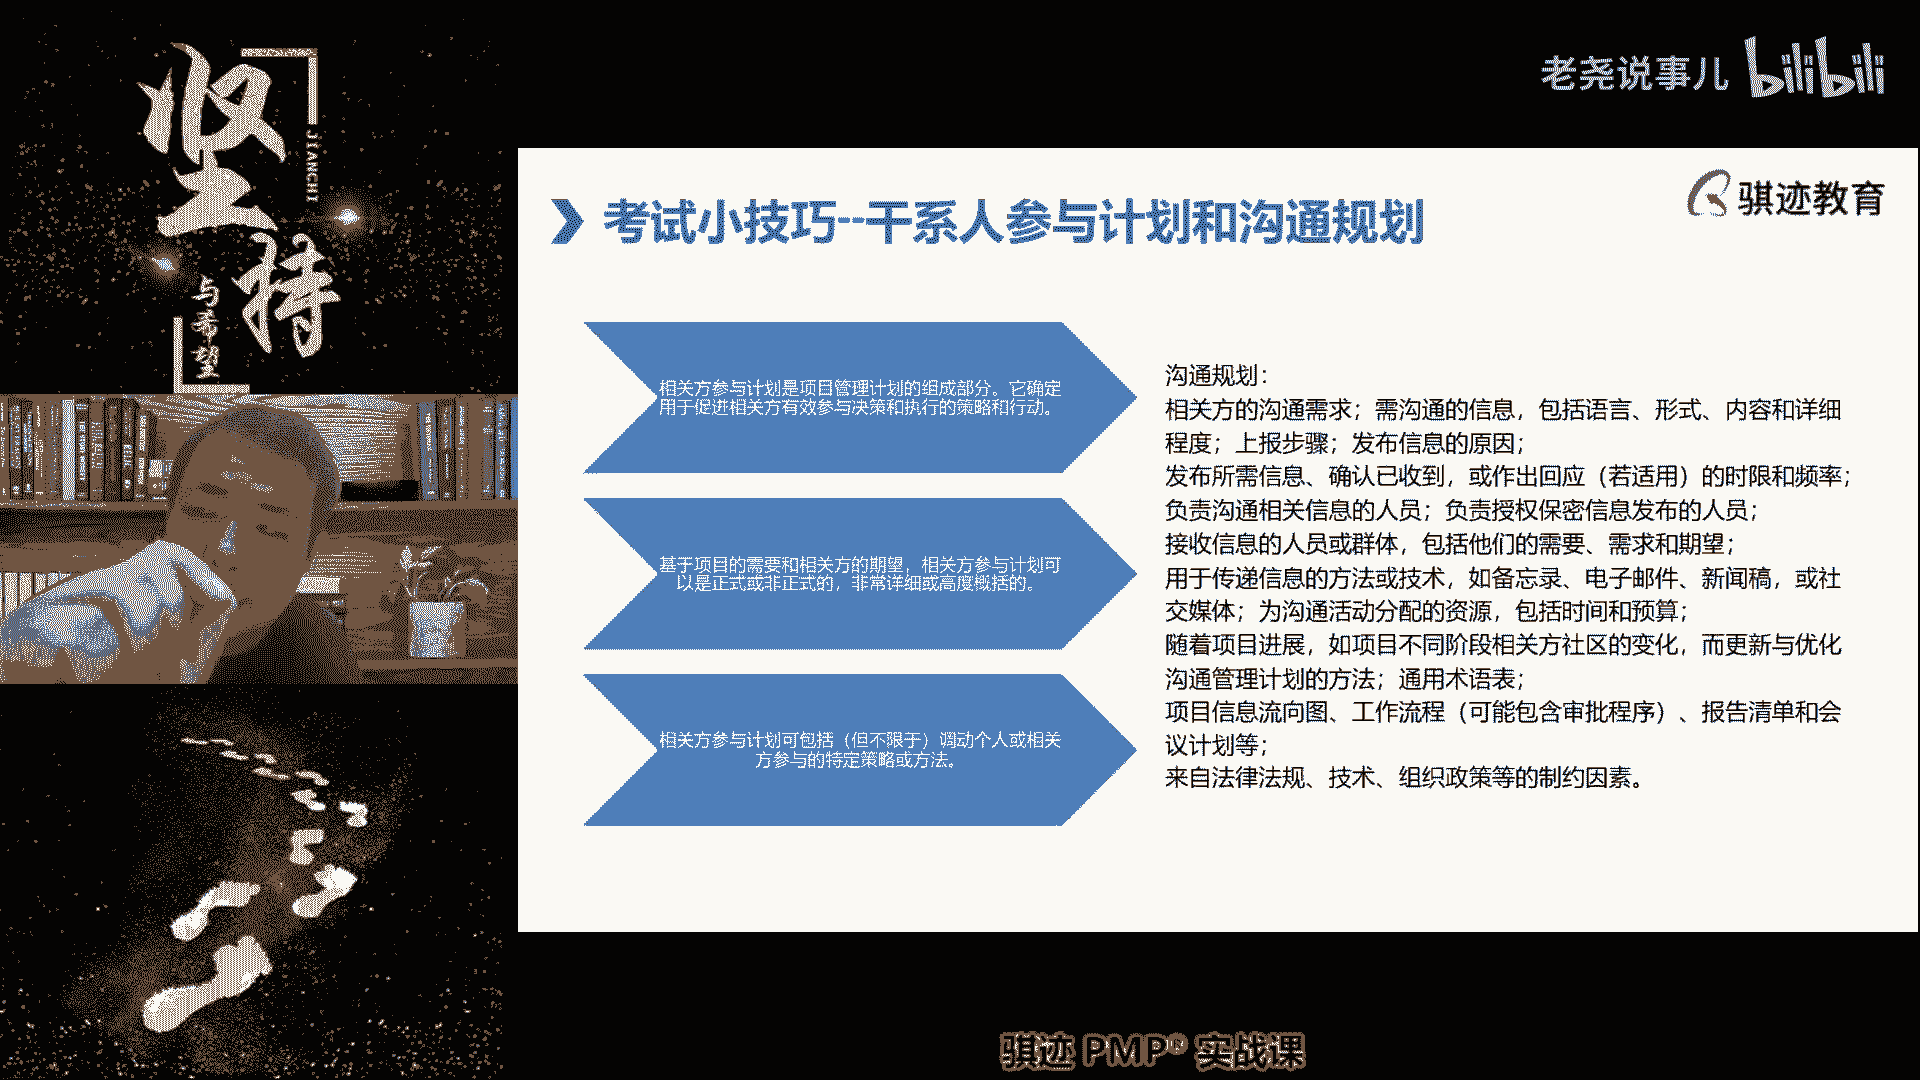 坚持
JIANCHI
与希望
老尧说事儿 bilibili
骐迹教育
考试小技巧--干系人参与计划和沟通规划
相关方参与计划是项目管理计划的组成部分。它确定
用于促进相关方有效参与决策和执行的策略和行动。
基于项目的需要和相关方的期望，相关方参与计划可
以是正式或非正式的，非常详细或高度概括的。
相关方参与计划可包括（但不限于）调动个人或相关
方参与的特定策略或方法。
沟通规划：
相关方的沟通需求；需沟通的信息，包括语言、形式、内容和详细
程度；上报步骤；发布信息的原因；
发布所需信息、确认已收到，或作出回应（若适用）的时限和频率；
负责沟通相关信息的人员；负责授权保密信息发布的人员；
接收信息的人员或群体，包括他们的需要、需求和期望；
用于传递信息的方法或技术，如备忘录、电子邮件、新闻稿，或社
交媒体；为沟通活动分配的资源，包括时间和预算；
随着项目进展，如项目不同阶段相关方社区的变化，而更新与优化
沟通管理计划的方法；通用术语表；
项目信息流向图、工作流程（可能包含审批程序）、报告清单和会
议计划等；
来自法律法规、技术、组织政策等的制约因素。
骐迹 PMP® 实战课